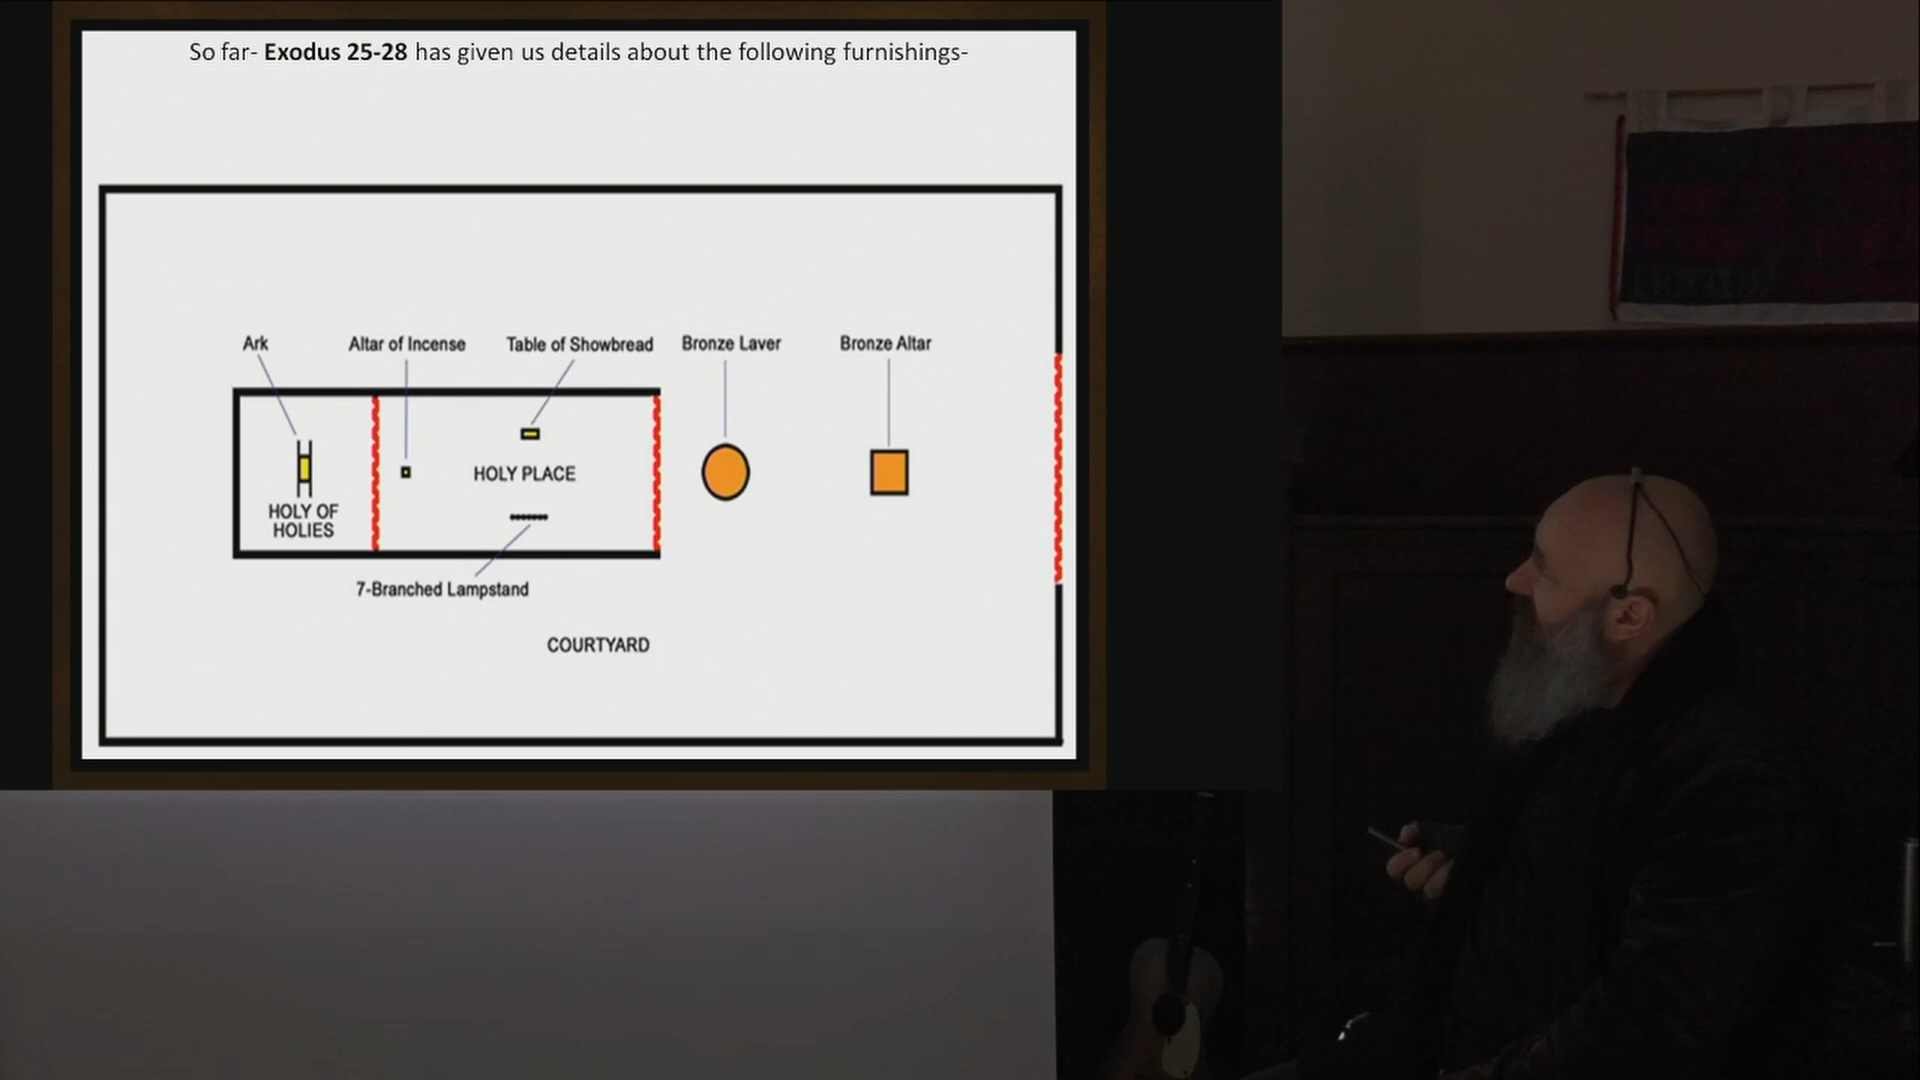 So far- Exodus 25-28 has given us details about the following furnishings-
Ark
Altar of Incense
Table of Showbread
Bronze Laver
Bronze Altar
HOLY PLACE
HOLY OF
HOLIES
7-Branched Lampstand
COURTYARD